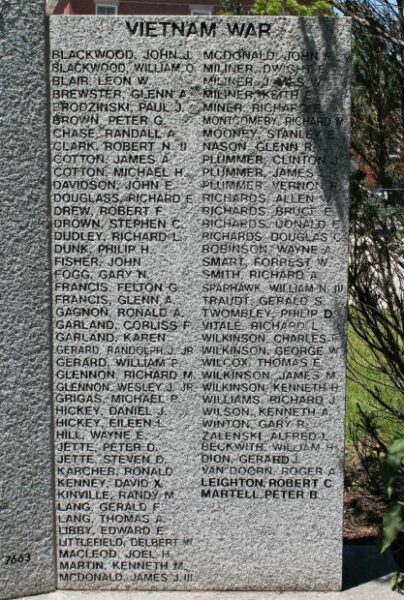 VIETNAM WAR
BLACKWOOD, JOHN J.
BLACKWOOD, WILLIAM O.
BLAIR, LEON W.
BREWSTER, GLENN A.
BRODZINSKI, PAUL J.
BROWN, PETER G.
CHASE, RANDALL A.
CLARK, ROBERT N. II
COTTON, JAMES A.
COTTON, MICHAEL H.
DAVIDSON, JOHN E.
DOUGLASS, RICHARD E.
DREW, ROBERT F.
DROWN, STEPHEN C.
DUDLEY, RICHARD L.
DUNK, PHILIP H.
FISHER, JOHN
FOGG, GARY N.
FRANCIS, FELTON G.
FRANCIS, GLENN A.
GAGNON, RONALD A.
GARLAND, CORLISS F.
GARLAND, KAREN
GERARD, RANDOLPH J. JR.
GERARD, WILLIAM P.
GLENNON, RICHARD M.
GLENNON, WESLEY J. JR.
GRIGAS, MICHAEL P.
HICKEY, DANIEL J.
HICKEY, EILEEN L.
HILL, WAYNE E.
JETTE, PETER D.
JETTE, STEVEN D.
KARCHER, RONALD
KENNEY, DAVID X.
KINVILLE, RANDY M.
LANG, GERALD F.
LANG, THOMAS A.
LIBBY, EDWARD E.
LITTLEFIELD, DELBERT W.
MACLEOD, JOEL H.
MARTIN, KENNETH M.
MCDONALD, JAMES J. III
MCDONALD, JOHN
MILINER, DWIGHT
MILINER,
MILINER, KEITH E.
MINER, RICHARD
MONTGOMERY, RICHARD
MOONEY, STANLEY E.
NASON, GLENN R.
PLUMMER, CLINTON J.
PLUMMER, JAMES L.
PLUMMER, VERNON R.
RICHARDS, ALLEN V.
RICHARDS, BRUCE E.
RICHARDS, DONALD E.
RICHARDS, DOUGLAS C.
ROBINSON, WAYNE A.
SMART, FORREST W.
SMITH, RICHARD A.
SPARHAWK, WILLIAM N. III
TRAUDT, GERALD S.
TWOMBLEY, PHILIP D.
VITALE, RICHARD L.
WILKINSON, CHARLES R.
WILKINSON, GEORGE W.
WILCOX, THOMAS E.
WILKINSON, JAMES M.
WILKINSON, KENNETH H.
WILLIAMS, RICHARD J.
WILSON, KENNETH A.
WINTON, GARY R.
ZALENSKI, ALFRED L.
BECKWITH, WILLIAM H.
DION, GERARD J.
VAN DOORN, ROGER A.
LEIGHTON, ROBERT C.
MARTELL, PETER B.
7663